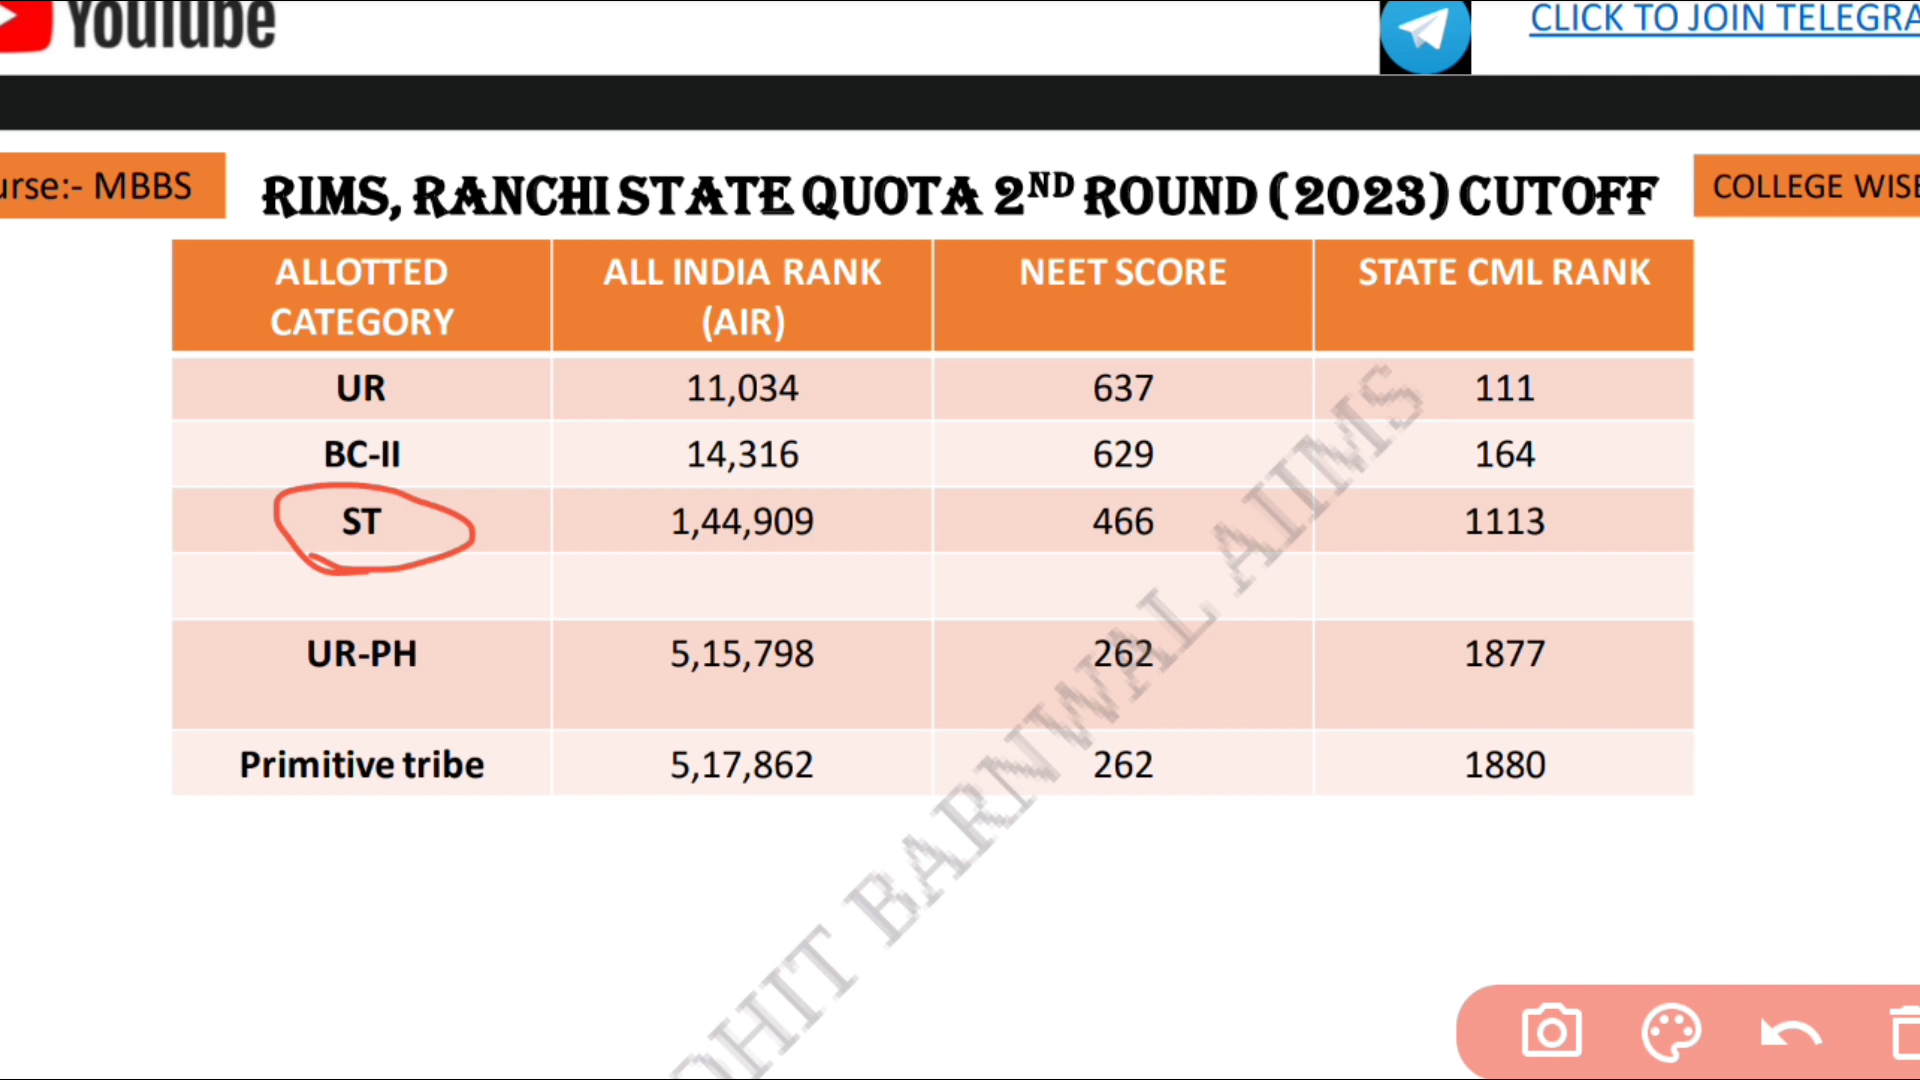 YouTube
CLICK TO JOIN TELEGRA
urse:- MBBS
RIMS, RANCHI STATE QUOTA 2ND ROUND (2023) CUTOFF
COLLEGE WISE
ALLOTTED CATEGORY ALL INDIA RANK (AIR) NEET SCORE STATE CML RANK
UR 11,034 637 111
BC-II 14,316 629 164
ST 1,44,909 466 1113
UR-PH 5,15,798 262 1877
Primitive tribe 5,17,862 262 1880
OHIT BARNWAL AIIMS